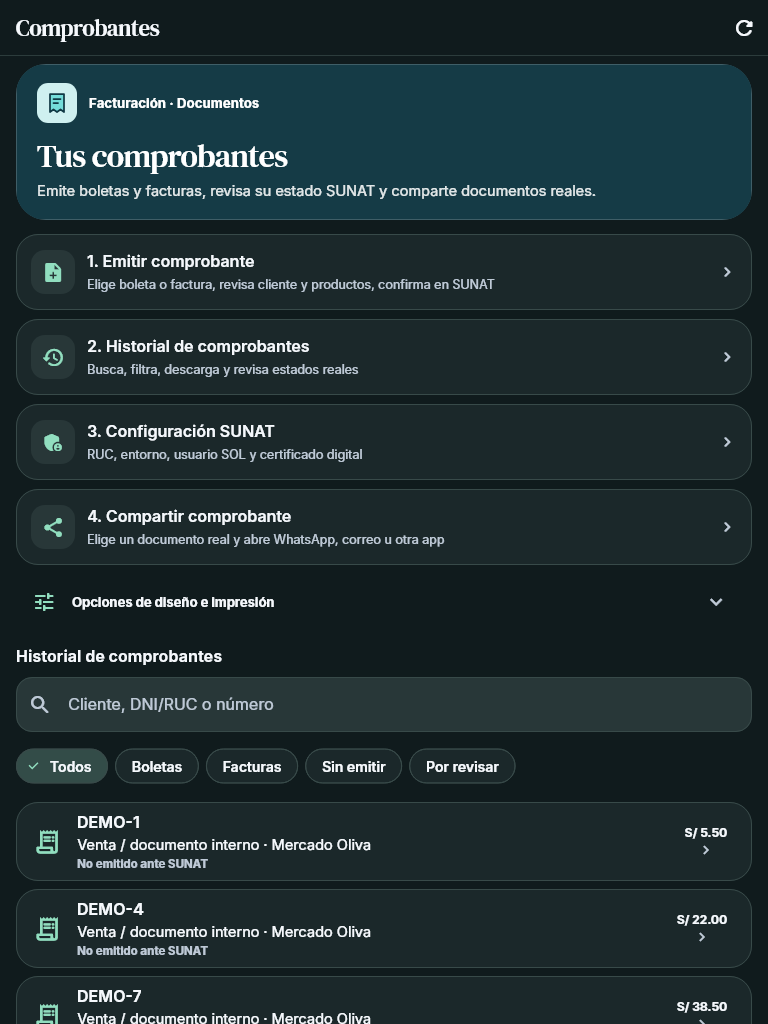 Comprobantes
Facturación · Documentos
Tus comprobantes
Emite boletas y facturas, revisa su estado SUNAT y comparte documentos reales.
1. Emitir comprobante
Elige boleta o factura, revisa cliente y productos, confirma en SUNAT
2. Historial de comprobantes
Busca, filtra, descarga y revisa estados reales
3. Configuración SUNAT
RUC, entorno, usuario SOL y certificado digital
4. Compartir comprobante
Elige un documento real y abre WhatsApp, correo u otra app
Opciones de diseño e impresión
Historial de comprobantes
Cliente, DNI/RUC o número
Todos Boletas Facturas Sin emitir Por revisar
DEMO-1
Venta / documento interno · Mercado Oliva
No emitido ante SUNAT
S/ 5.50
DEMO-4
Venta / documento interno · Mercado Oliva
No emitido ante SUNAT
S/ 22.00
DEMO-7
Venta / documento interno · Mercado Oliva
S/ 38.50